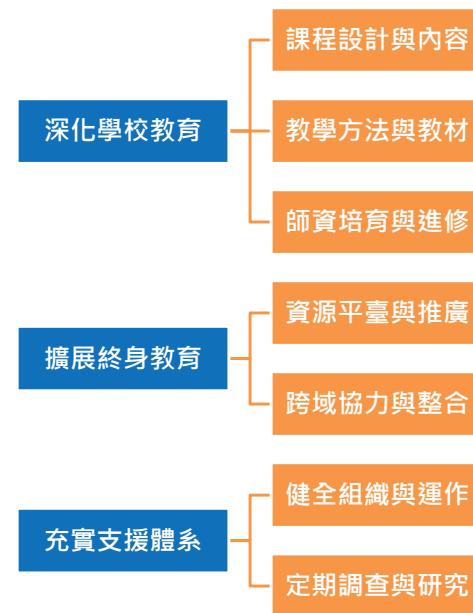 深化學校教育
課程設計與內容
教學方法與教材
師資培育與進修
擴展終身教育
資源平臺與推廣
跨域協力與整合
充實支援體系
健全組織與運作
定期調查與研究